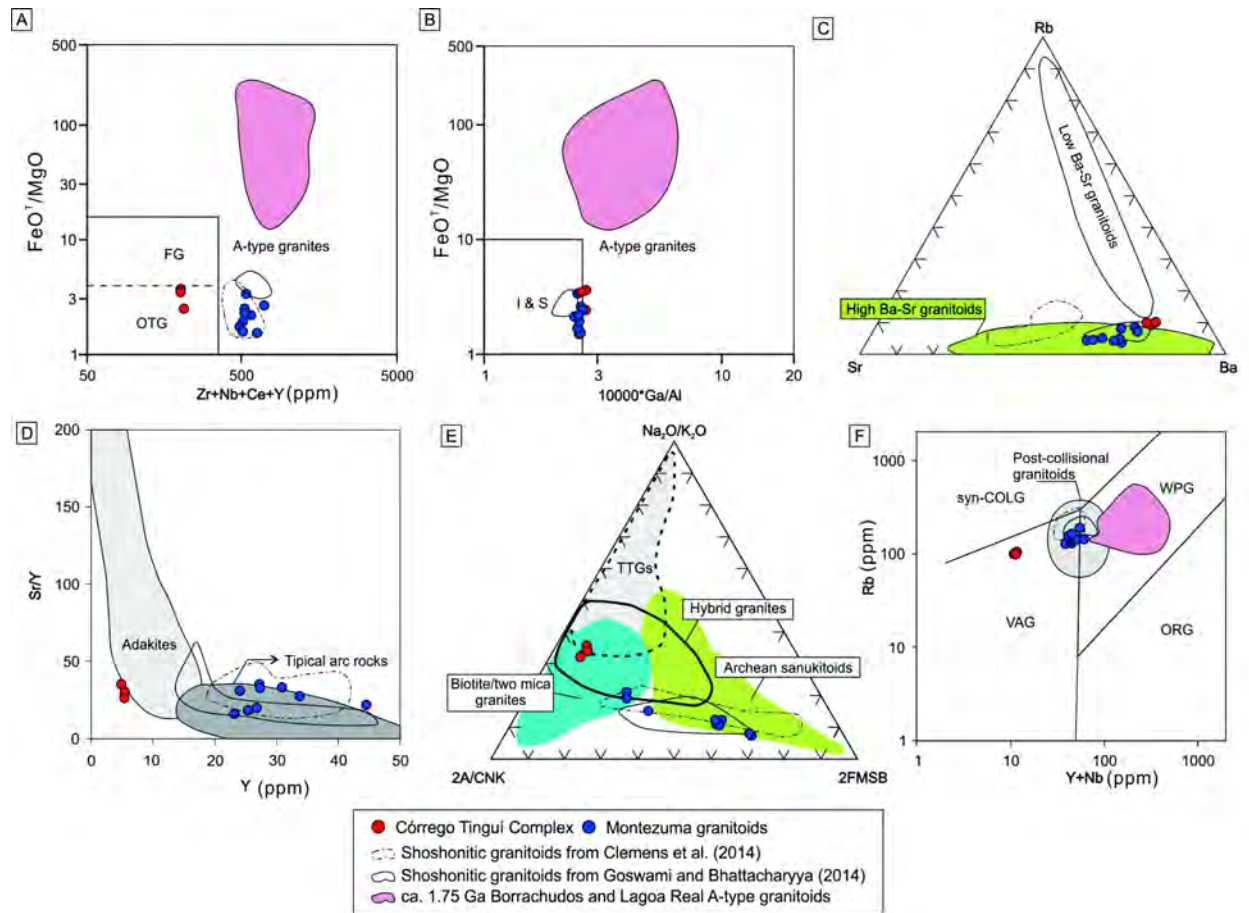 A
500
100
30
10
3
1
FeOᵀ/MgO
FG
OTG
A-type granites
50
500
5000
Zr+Nb+Ce+Y (ppm)
B
500
100
30
10
3
1
FeOᵀ/MgO
I & S
A-type granites
1
3
10
20
10000*Ga/Al
C
Rb
Low Ba-Sr granitoids
High Ba-Sr granitoids
Sr
Ba
D
200
150
100
50
0
Sr/Y
Adakites
Tipical arc rocks
0
10
20
30
40
50
Y (ppm)
E
Na₂O/K₂O
TTGs
Hybrid granites
Archean sanukitoids
Biotite/two mica
granites
2A/CNK
2FMSB
F
1000
100
10
1
Rb (ppm)
Post-collisional
granitoids
syn-COLG
WPG
VAG
ORG
1
10
100
1000
Y+Nb (ppm)
Córrego Tinguí Complex
Montezuma granitoids
Shoshonitic granitoids from Clemens et al. (2014)
Shoshonitic granitoids from Goswami and Bhattacharyya (2014)
ca. 1.75 Ga Borrachudos and Lagoa Real A-type granitoids